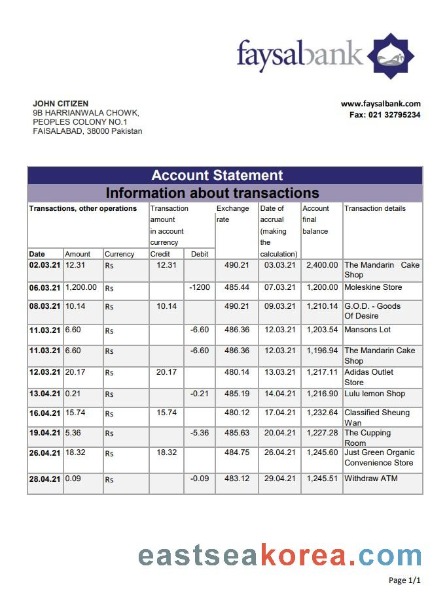 faysalbank
JOHN CITIZEN
9B HARRIANWALA CHOWK,
PEOPLES COLONY NO.1
FAISALABAD, 38000 Pakistan
www.faysalbank.com
Fax: 021 32795234
Account Statement
Information about transactions
Transactions, other operations Transaction amount in account currency Exchange rate Date of accrual (making the calculation) Account final balance Transaction details
Date Amount Currency Credit Debit
02.03.21 12.31 Rs 12.31 490.21 03.03.21 2,400.00 The Mandarin Cake Shop
06.03.21 1,200.00 Rs -1200 485.44 07.03.21 1,200.00 Moleskine Store
08.03.21 10.14 Rs 10.14 490.21 09.03.21 1,210.14 G.O.D. - Goods Of Desire
11.03.21 6.60 Rs -6.60 486.36 12.03.21 1,203.54 Mansons Lot
11.03.21 6.60 Rs -6.60 486.36 12.03.21 1,196.94 The Mandarin Cake Shop
12.03.21 20.17 Rs 20.17 480.14 13.03.21 1,217.11 Adidas Outlet Store
13.04.21 0.21 Rs -0.21 485.19 14.04.21 1,216.90 Lulu lemon Shop
16.04.21 15.74 Rs 15.74 480.12 17.04.21 1,232.64 Classified Sheung Wan
19.04.21 5.36 Rs -5.36 485.63 20.04.21 1,227.28 The Cupping Room
26.04.21 18.32 Rs 18.32 484.75 26.04.21 1,245.60 Just Green Organic Convenience Store
28.04.21 0.09 Rs -0.09 483.12 29.04.21 1,245.51 Withdraw ATM
eastseakorea.com
Page 1/1